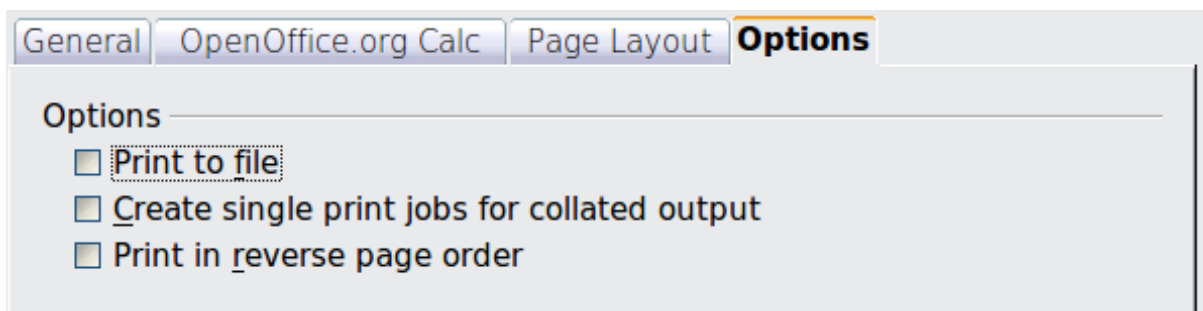 General OpenOffice.org Calc Page Layout Options
Options
Print to file
Create single print jobs for collated output
Print in reverse page order